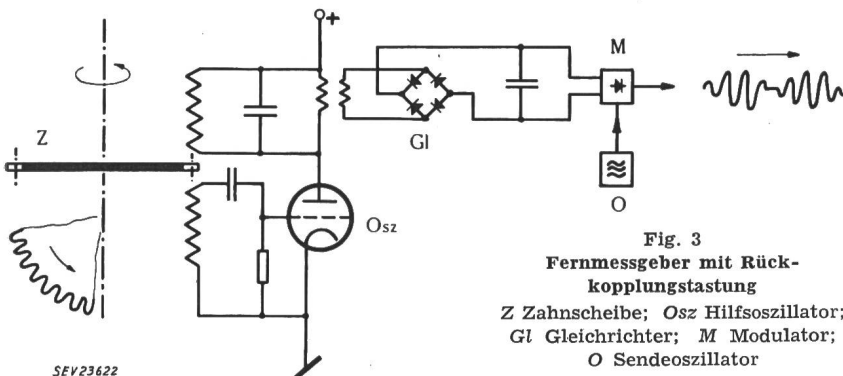 +
M
Z
Gl
Osz
O
Fig. 3
Fernmessgeber mit Rück-
kopplungstastung
Z Zahnscheibe; Osz Hilfsoszillator;
Gl Gleichrichter; M Modulator;
O Sendeoszillator
SEV23622